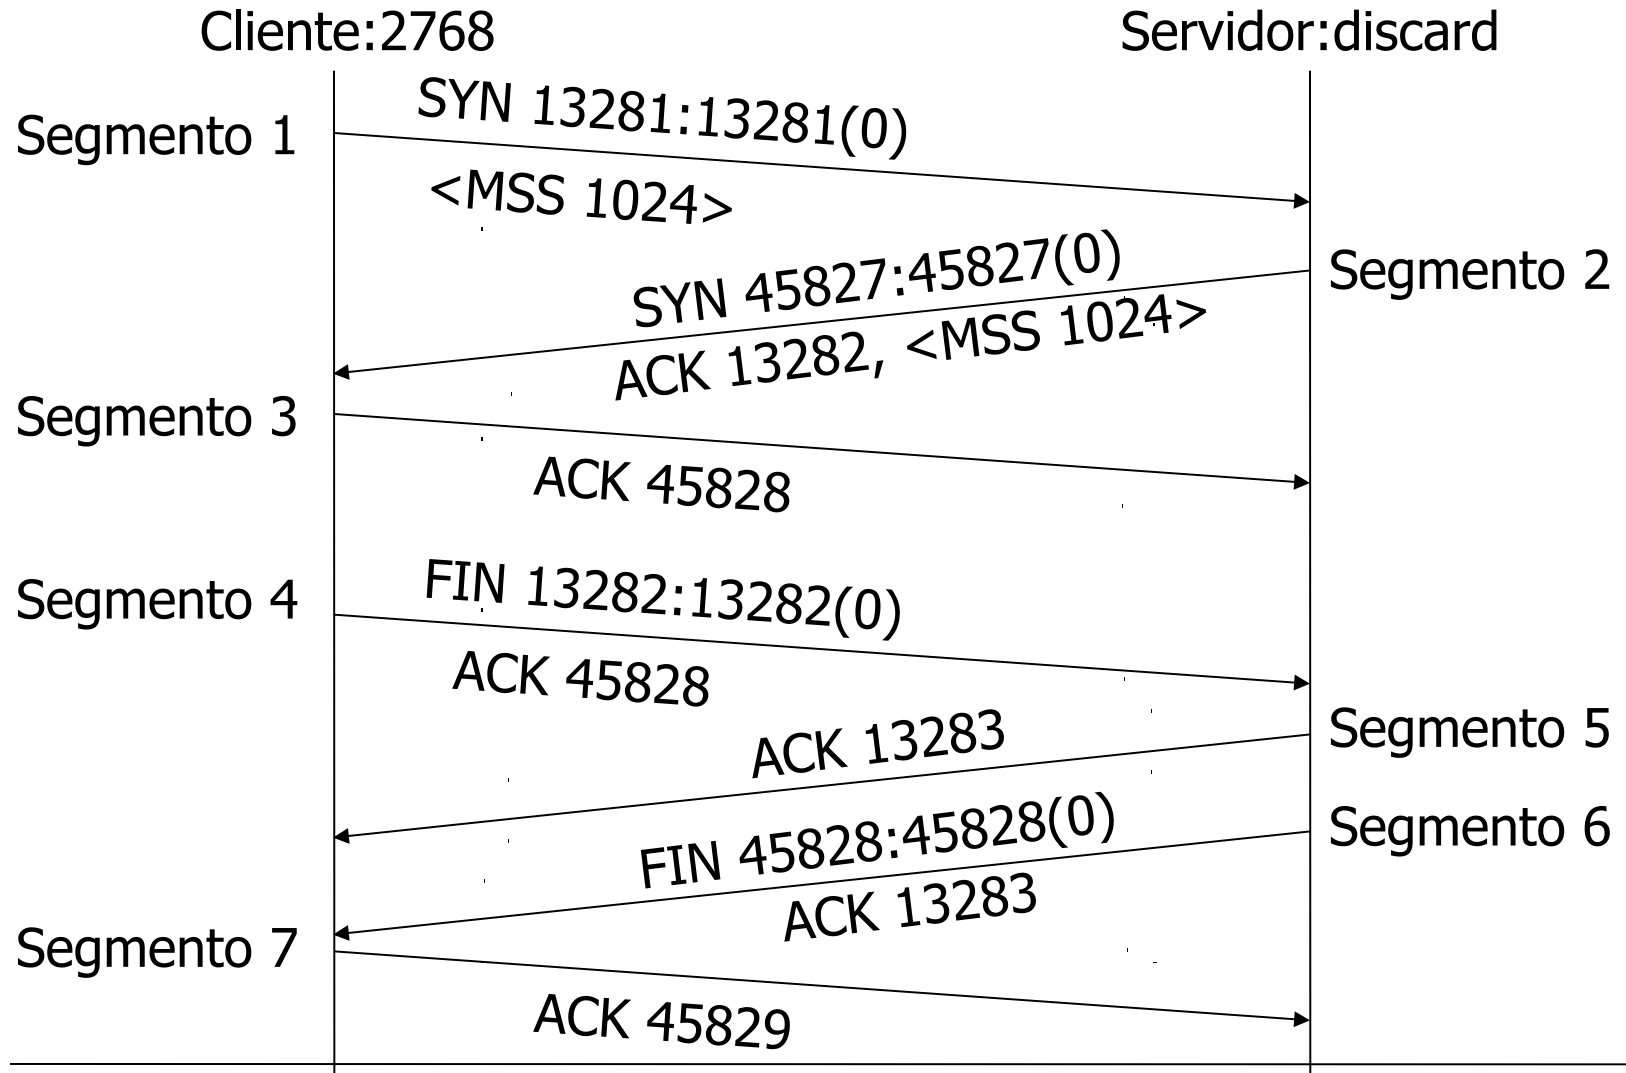 Cliente:2768
Servidor:discard
Segmento 1
SYN 13281:13281(0)
<MSS 1024>
Segmento 2
SYN 45827:45827(0)
ACK 13282, <MSS 1024>
Segmento 3
ACK 45828
Segmento 4
FIN 13282:13282(0)
ACK 45828
Segmento 5
ACK 13283
Segmento 6
FIN 45828:45828(0)
ACK 13283
Segmento 7
ACK 45829